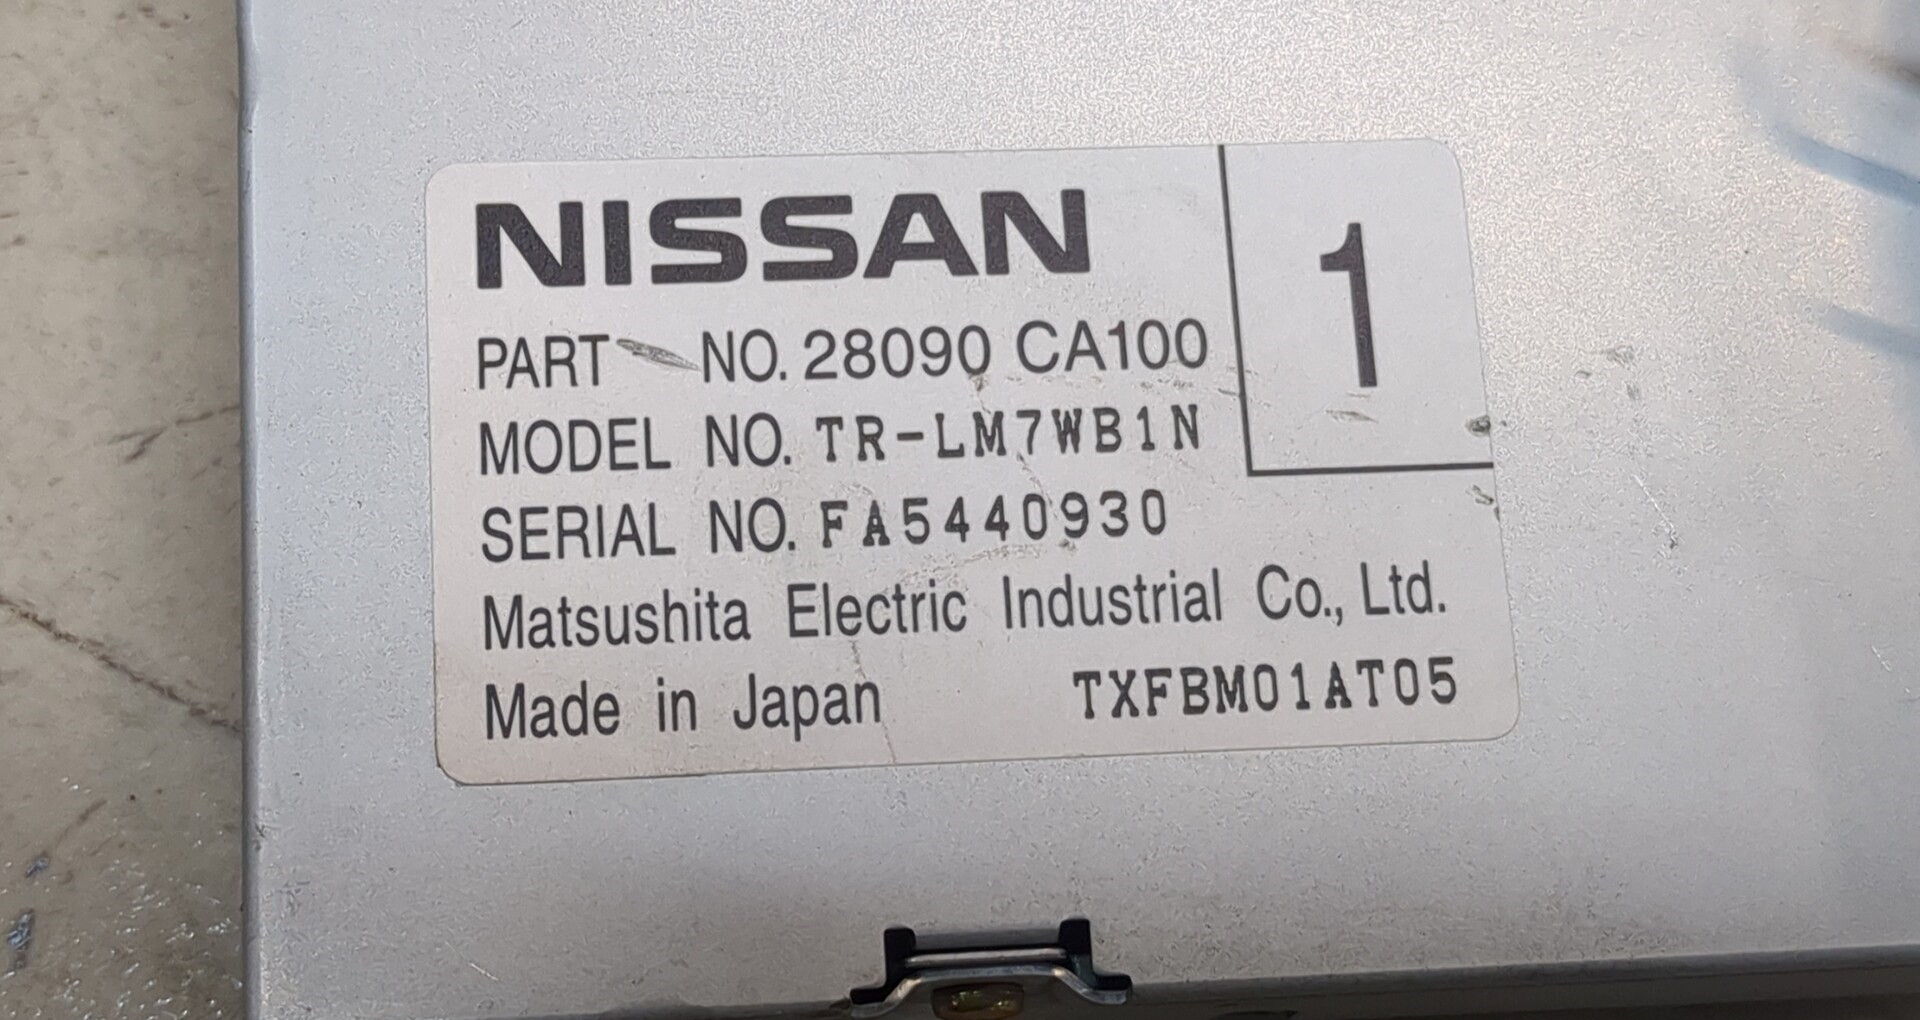 NISSAN
1
PART NO. 28090 CA100
MODEL NO. TR-LM7WB1N
SERIAL NO. FA5440930
Matsushita Electric Industrial Co., Ltd.
Made in Japan TXFBM01AT05